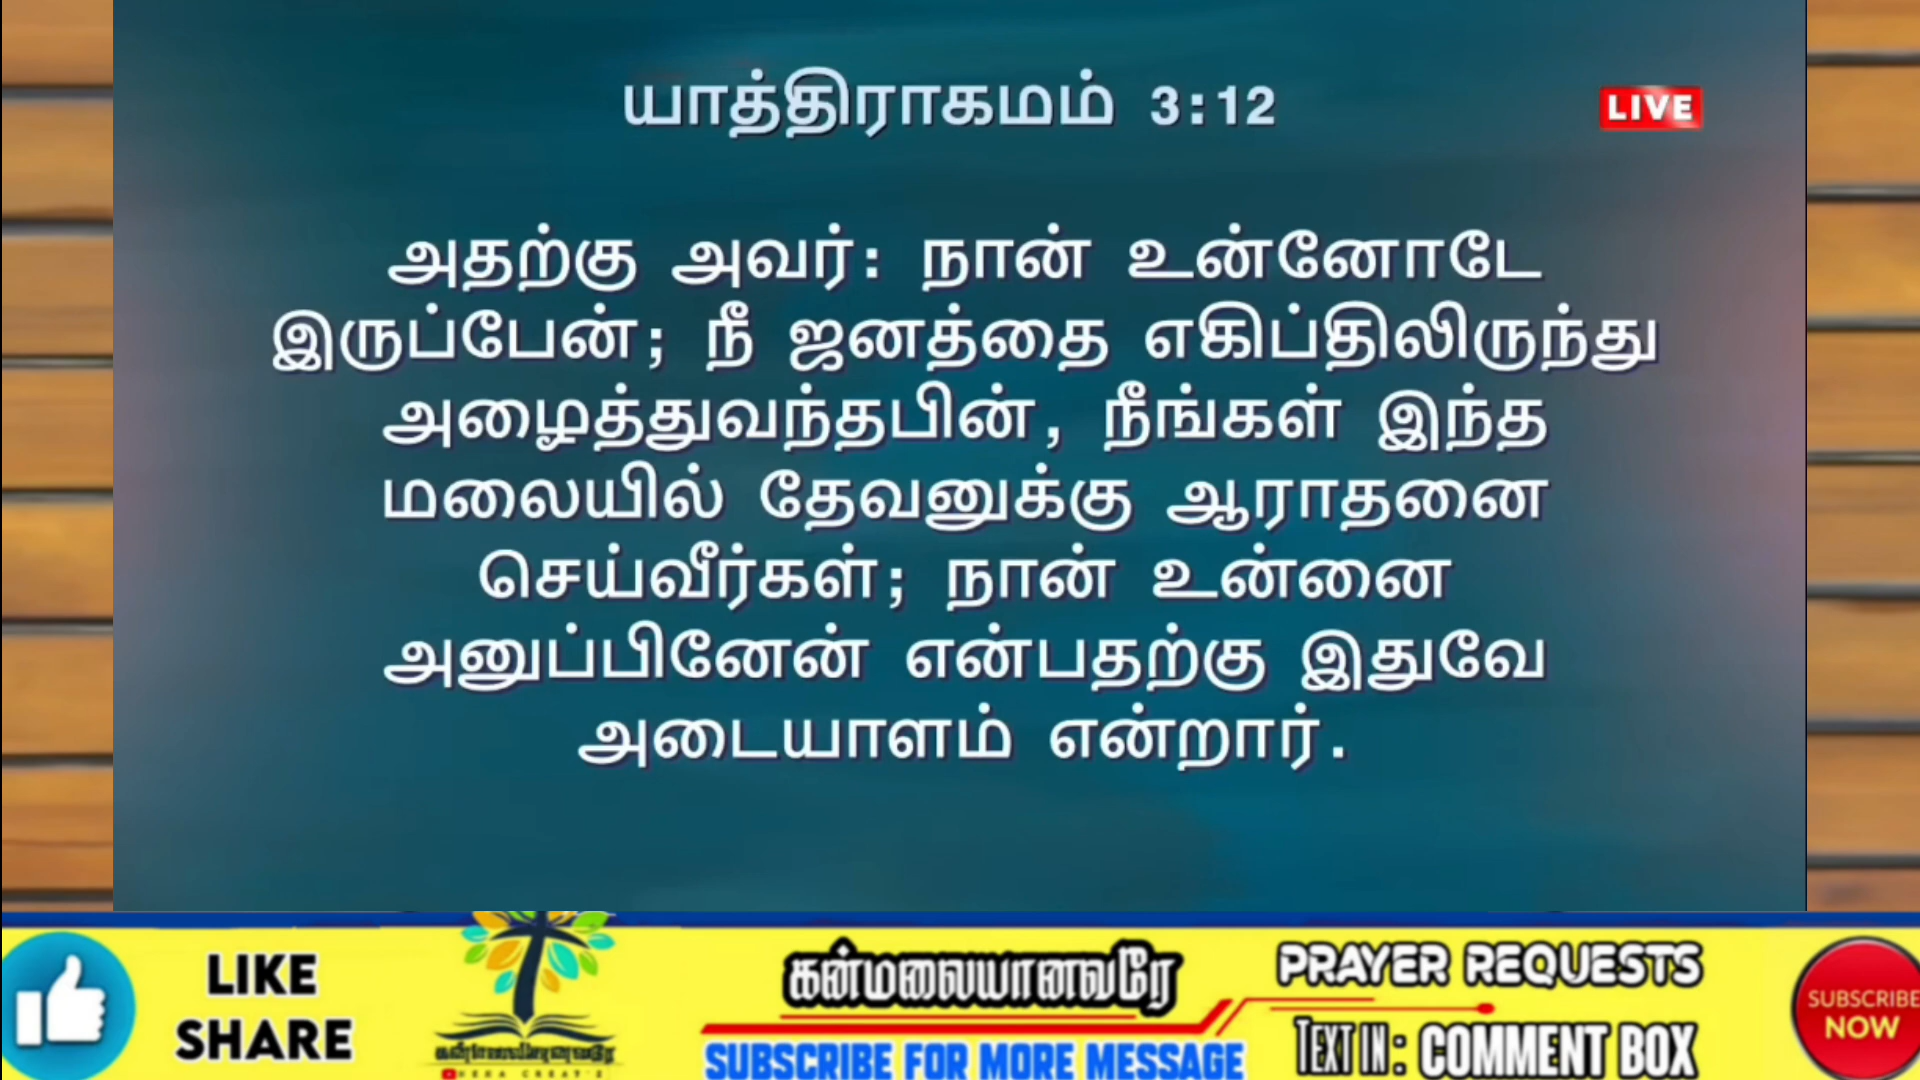 யாத்திராகமம் 3:12
LIVE
அதற்கு அவர்: நான் உன்னோடே
இருப்பேன்; நீ ஜனத்தை எகிப்திலிருந்து
அழைத்துவந்தபின், நீங்கள் இந்த
மலையில் தேவனுக்கு ஆராதனை
செய்வீர்கள்; நான் உன்னை
அனுப்பினேன் என்பதற்கு இதுவே
அடையாளம் என்றார்.
LIKE
SHARE
கன்மலையானவரே
SUBSCRIBE FOR MORE MESSAGE
PRAYER REQUESTS
TEXT IN : COMMENT BOX
SUBSCRIBE
NOW